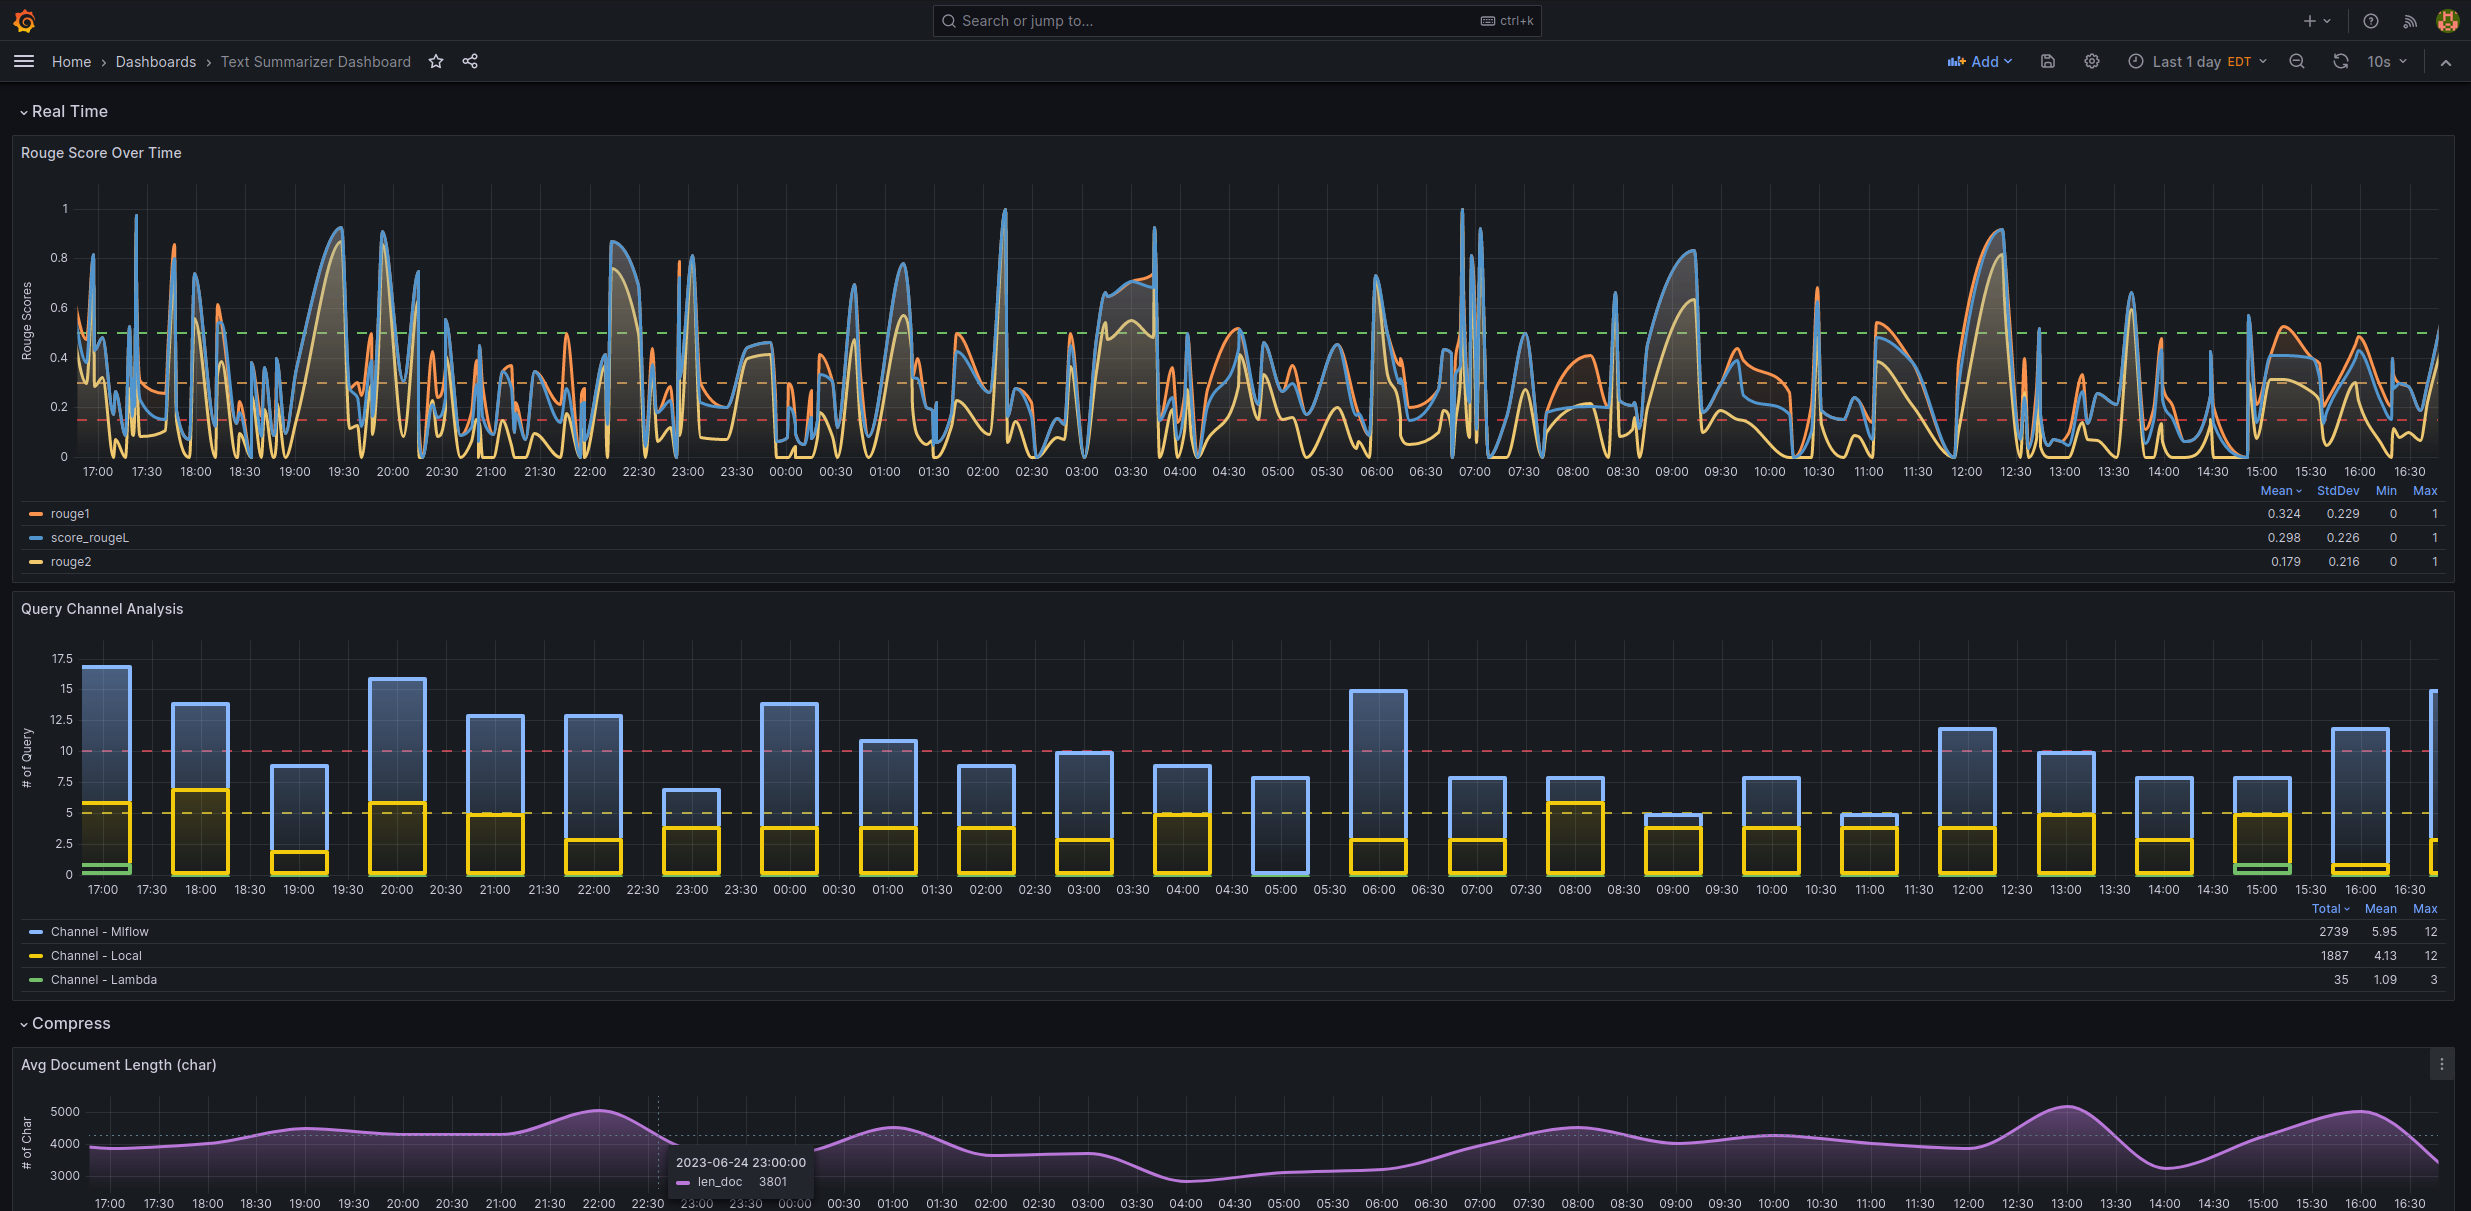 Search or jump to... ctrl+k
Home › Dashboards › Text Summarizer Dashboard Add Last 1 day EDT 10s
Real Time
Rouge Score Over Time
Rouge Scores
1
0.8
0.6
0.4
0.2
0
17:00 17:30 18:00 18:30 19:00 19:30 20:00 20:30 21:00 21:30 22:00 22:30 23:00 23:30 00:00 00:30 01:00 01:30 02:00 02:30 03:00 03:30 04:00 04:30 05:00 05:30 06:00 06:30 07:00 07:30 08:00 08:30 09:00 09:30 10:00 10:30 11:00 11:30 12:00 12:30 13:00 13:30 14:00 14:30 15:00 15:30 16:00 16:30
Mean StdDev Min Max
rouge1 0.324 0.229 0 1
score_rougeL 0.298 0.226 0 1
rouge2 0.179 0.216 0 1
Query Channel Analysis
# of Query
17.5
15
12.5
10
7.5
5
2.5
0
17:00 17:30 18:00 18:30 19:00 19:30 20:00 20:30 21:00 21:30 22:00 22:30 23:00 23:30 00:00 00:30 01:00 01:30 02:00 02:30 03:00 03:30 04:00 04:30 05:00 05:30 06:00 06:30 07:00 07:30 08:00 08:30 09:00 09:30 10:00 10:30 11:00 11:30 12:00 12:30 13:00 13:30 14:00 14:30 15:00 15:30 16:00 16:30
Total Mean Max
Channel - Mlflow 2739 5.95 12
Channel - Local 1887 4.13 12
Channel - Lambda 35 1.09 3
Compress
Avg Document Length (char)
# of Char
5000
4000
3000
2023-06-24 23:00:00
len_doc 3801
17:00 17:30 18:00 18:30 19:00 19:30 20:00 20:30 21:00 21:30 22:00 22:30 23:00 23:30 00:00 00:30 01:00 01:30 02:00 02:30 03:00 03:30 04:00 04:30 05:00 05:30 06:00 06:30 07:00 07:30 08:00 08:30 09:00 09:30 10:00 10:30 11:00 11:30 12:00 12:30 13:00 13:30 14:00 14:30 15:00 15:30 16:00 16:30